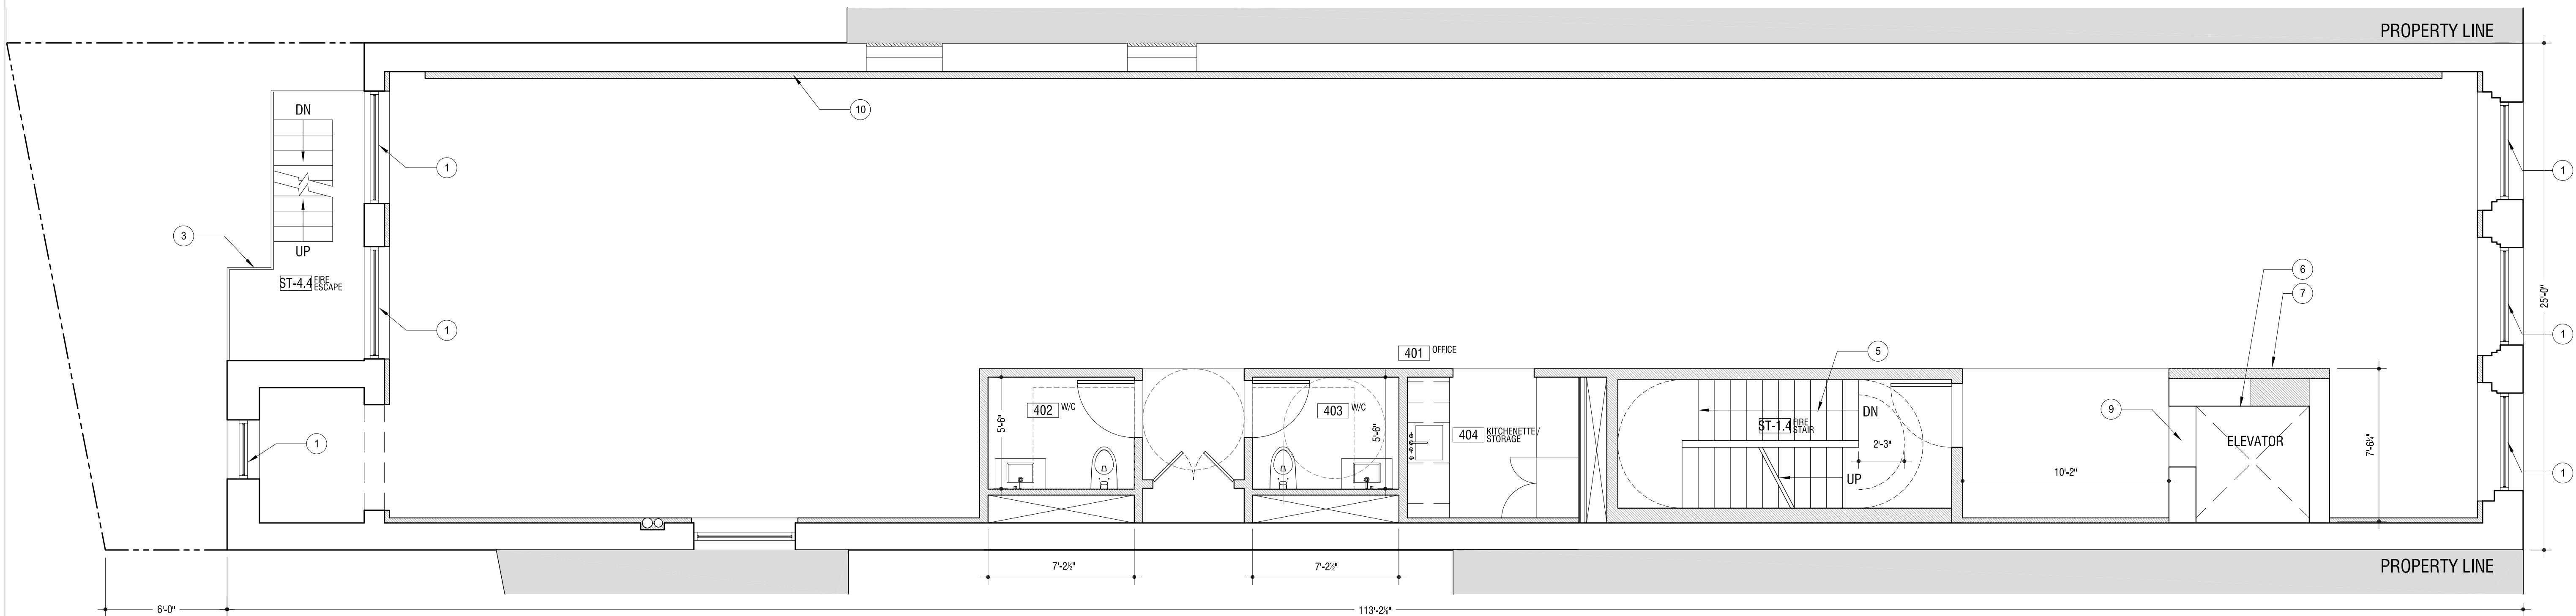 PROPERTY LINE
DN
10
1
1
3
UP
ST-4.4 FIRE
ESCAPE
6
7
25'-0"
1
1
401 OFFICE
5
402 W/C
403 W/C
5'-6"
5'-6"
404 KITCHENETTE /
STORAGE
DN
ST-1.4 FIRE
STAIR
2'-3"
UP
9
ELEVATOR
7'-6¼"
10'-2"
1
1
7'-2½"
7'-2½"
PROPERTY LINE
6'-0"
113'-2¼"